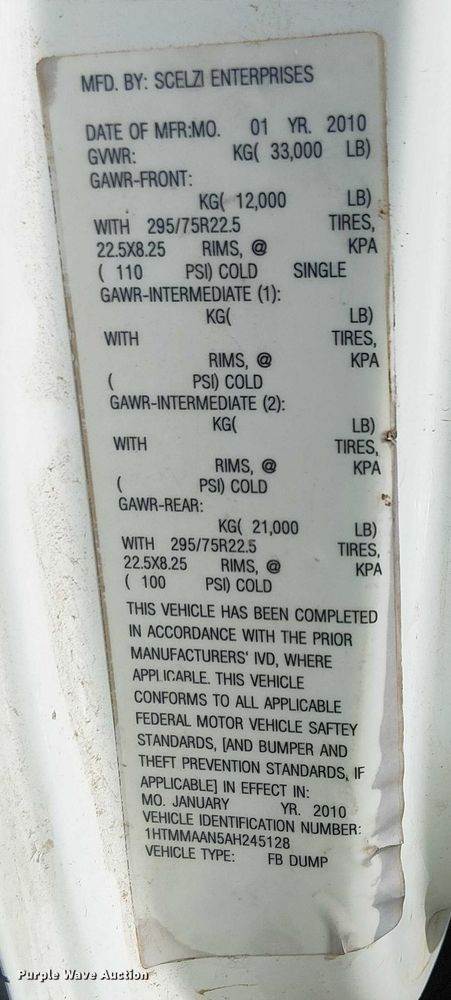 MFD. BY: SCELZI ENTERPRISES
DATE OF MFR:MO. 01 YR. 2010
GVWR: KG( 33,000 LB)
GAWR-FRONT:
KG( 12,000 LB)
WITH 295/75R22.5 TIRES,
22.5X8.25 RIMS, @ KPA
( 110 PSI) COLD SINGLE
GAWR-INTERMEDIATE (1):
KG( LB)
WITH TIRES,
RIMS, @ KPA
( PSI) COLD
GAWR-INTERMEDIATE (2):
KG( LB)
WITH TIRES,
RIMS, @ KPA
( PSI) COLD
GAWR-REAR:
KG( 21,000 LB)
WITH 295/75R22.5 TIRES,
22.5X8.25 RIMS, @ KPA
( 100 PSI) COLD
THIS VEHICLE HAS BEEN COMPLETED
IN ACCORDANCE WITH THE PRIOR
MANUFACTURERS' IVD, WHERE
APPLICABLE. THIS VEHICLE
CONFORMS TO ALL APPLICABLE
FEDERAL MOTOR VEHICLE SAFTEY
STANDARDS, [AND BUMPER AND
THEFT PREVENTION STANDARDS, IF
APPLICABLE] IN EFFECT IN:
MO. JANUARY YR. 2010
VEHICLE IDENTIFICATION NUMBER:
1HTMMAAN5AH245128
VEHICLE TYPE: FB DUMP
Purple Wave Auction